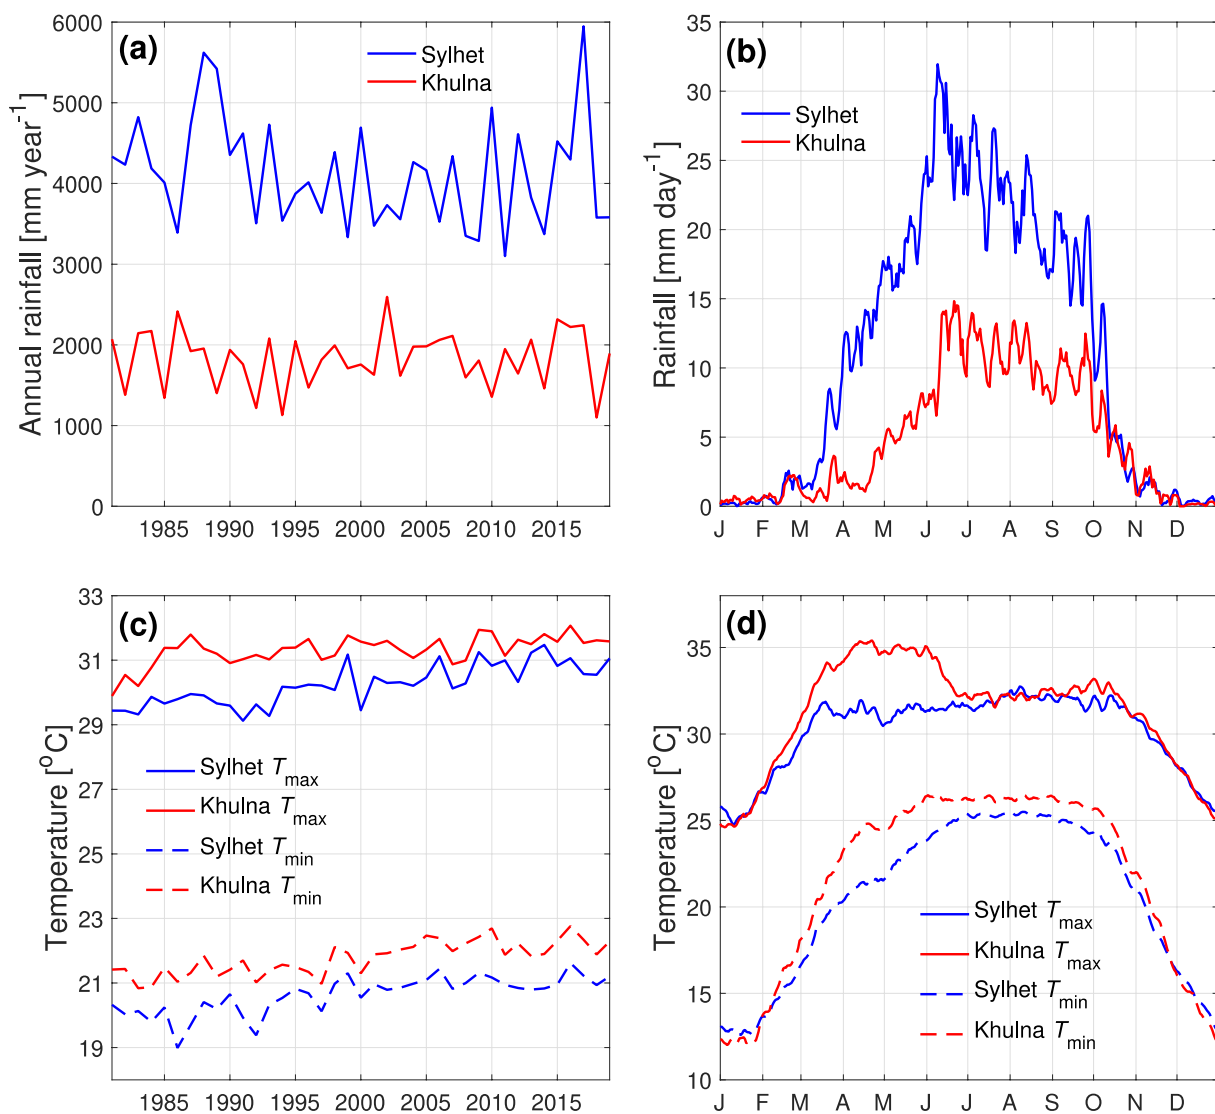 (a)
Annual rainfall [mm year⁻¹]
6000
5000
4000
3000
2000
1000
0
Sylhet
Khulna
1985 1990 1995 2000 2005 2010 2015
(b)
Rainfall [mm day⁻¹]
35
30
25
20
15
10
5
0
Sylhet
Khulna
J F M A M J J A S O N D
(c)
Temperature [°C]
33
31
29
27
25
23
21
19
Sylhet Tmax
Khulna Tmax
Sylhet Tmin
Khulna Tmin
1985 1990 1995 2000 2005 2010 2015
(d)
Temperature [°C]
35
30
25
20
15
10
Sylhet Tmax
Khulna Tmax
Sylhet Tmin
Khulna Tmin
J F M A M J J A S O N D